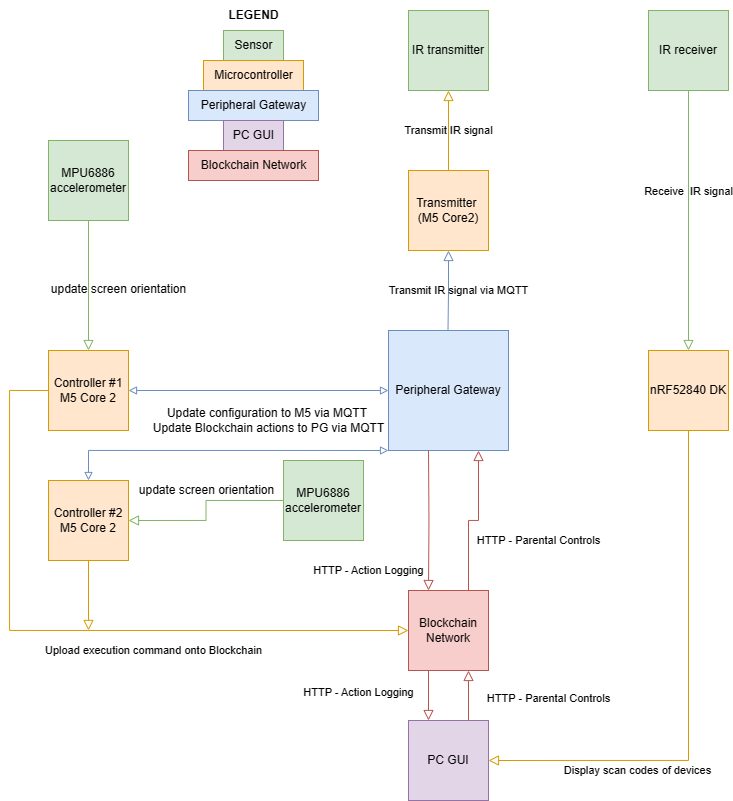 LEGEND
Sensor
Microcontroller
Peripheral Gateway
PC GUI
Blockchain Network
IR transmitter
IR receiver
Transmit IR signal
MPU6886
accelerometer
Transmitter
(M5 Core2)
Receive IR signal
update screen orientation
Transmit IR signal via MQTT
Controller #1
M5 Core 2
Peripheral Gateway
nRF52840 DK
Update configuration to M5 via MQTT
Update Blockchain actions to PG via MQTT
Controller #2
M5 Core 2
update screen orientation
MPU6886
accelerometer
HTTP - Parental Controls
HTTP - Action Logging
Blockchain
Network
Upload execution command onto Blockchain
HTTP - Action Logging
HTTP - Parental Controls
PC GUI
Display scan codes of devices